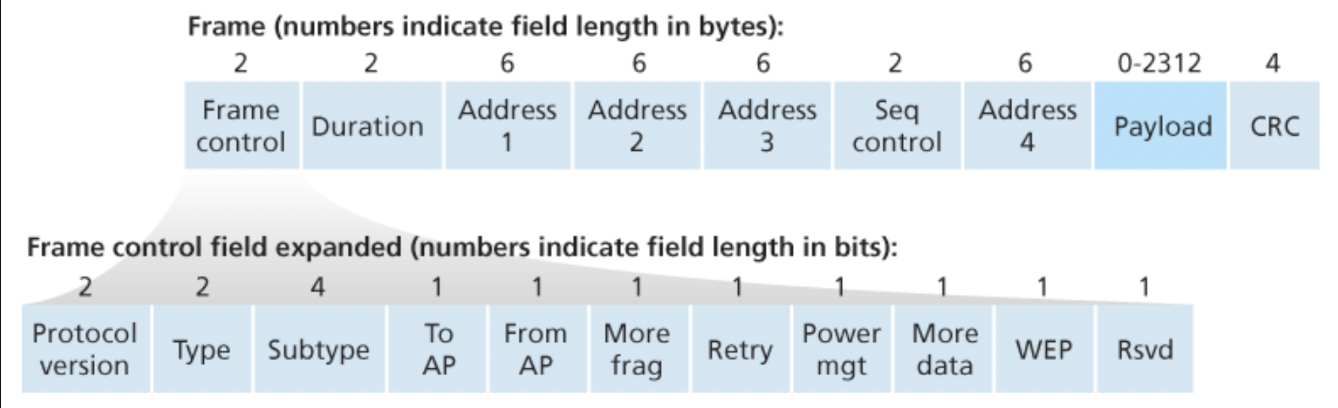 Frame (numbers indicate field length in bytes):
2 2 6 6 6 2 6 0-2312 4
Frame control
Duration
Address 1
Address 2
Address 3
Seq control
Address 4
Payload
CRC
Frame control field expanded (numbers indicate field length in bits):
2 2 4 1 1 1 1 1 1 1 1
Protocol version
Type
Subtype
To AP
From AP
More frag
Retry
Power mgt
More data
WEP
Rsvd